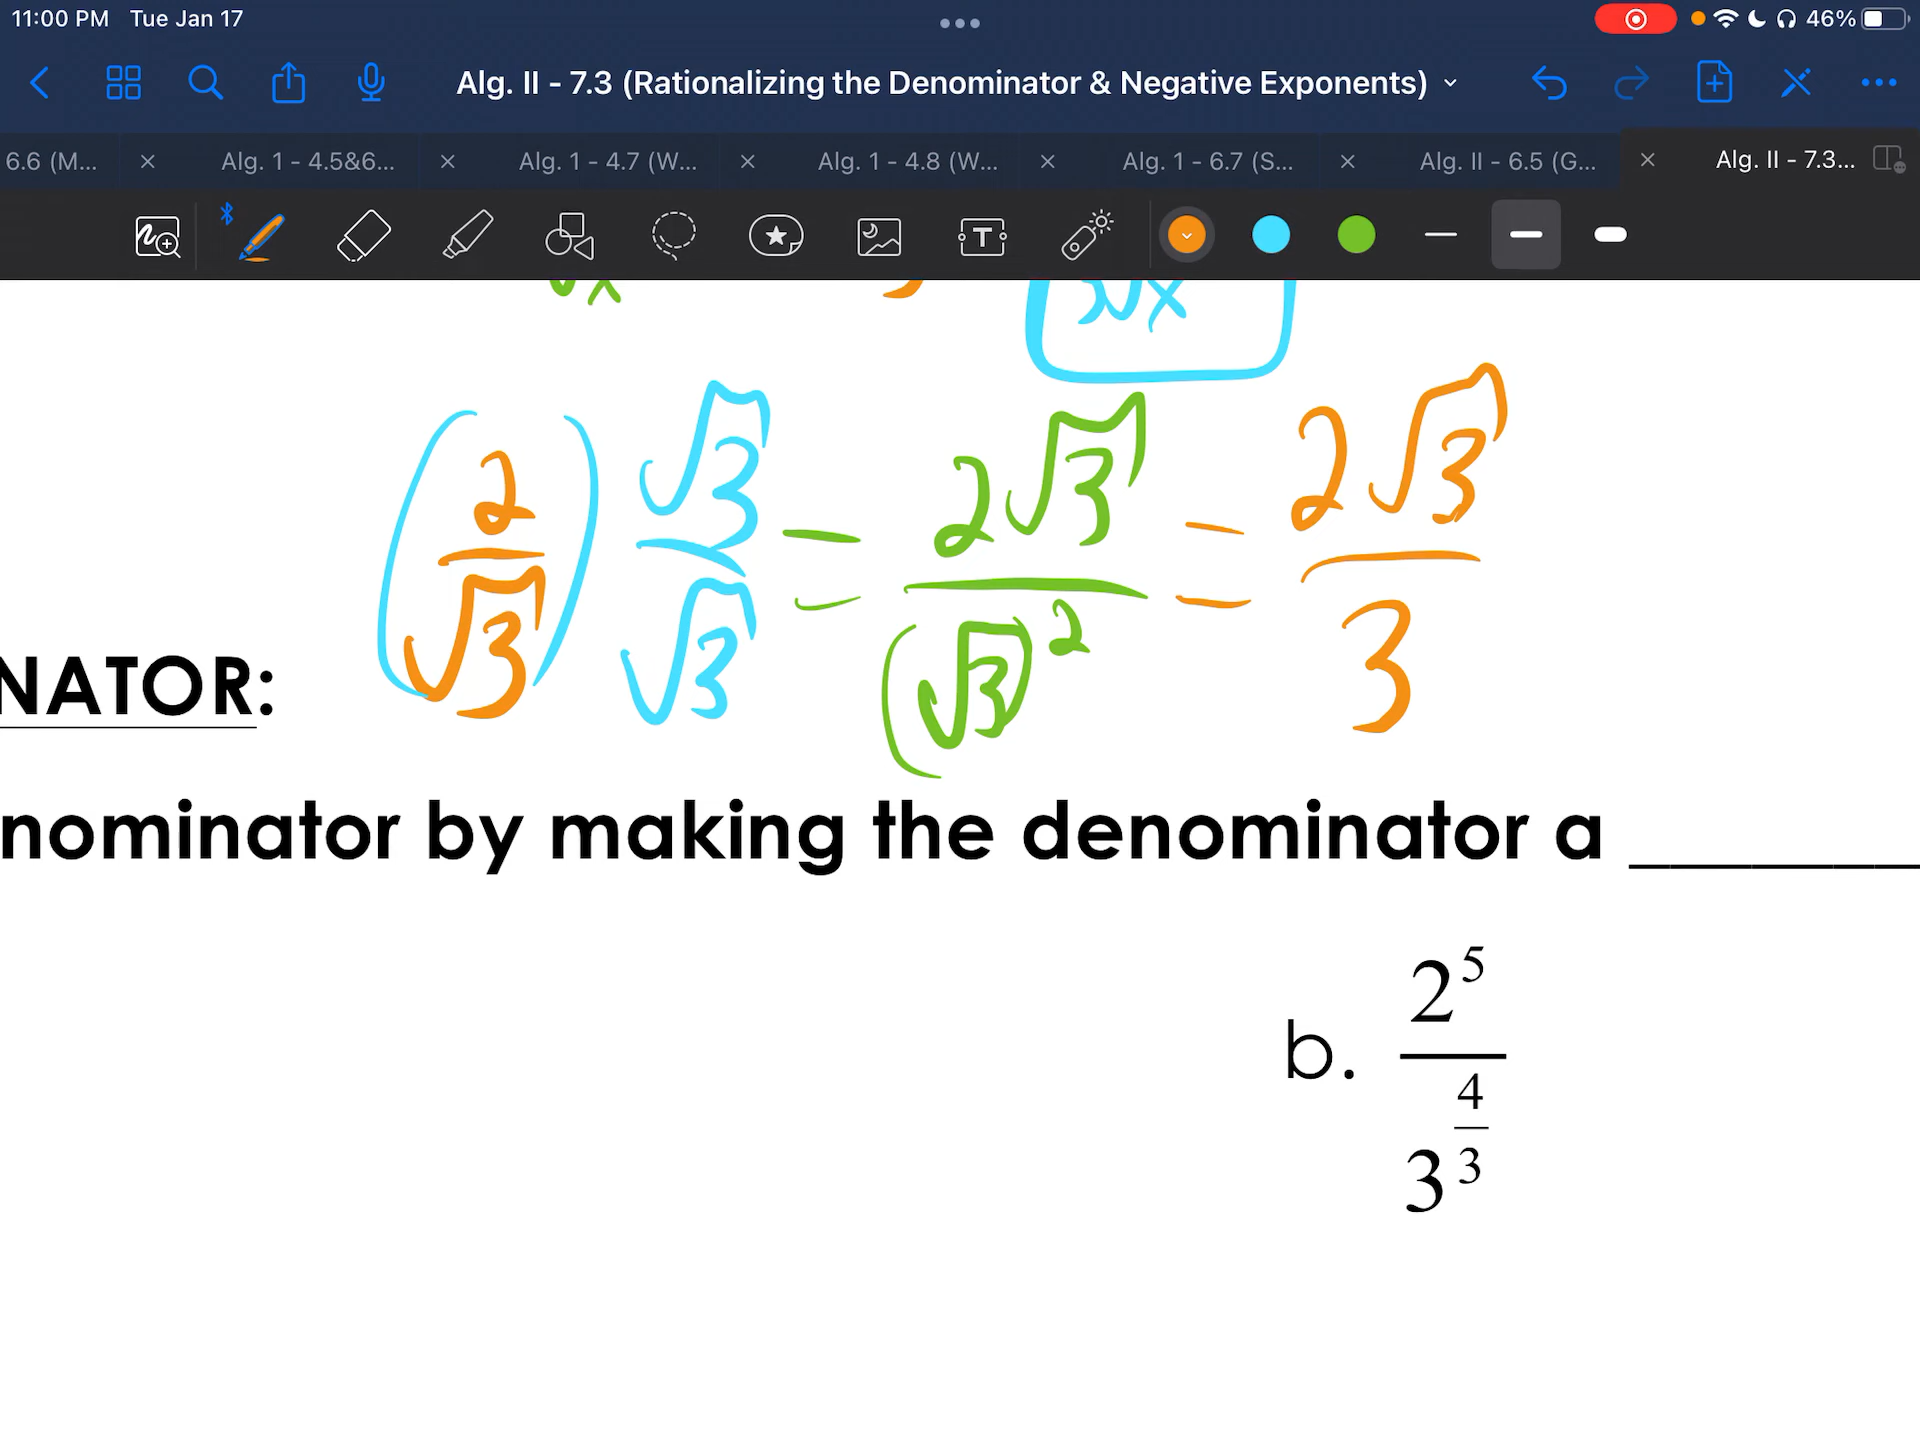 11:00 PM Tue Jan 17 46%
Alg. II - 7.3 (Rationalizing the Denominator & Negative Exponents)
6.6 (M... Alg. 1 - 4.5&6... Alg. 1 - 4.7 (W... Alg. 1 - 4.8 (W... Alg. 1 - 6.7 (S... Alg. II - 6.5 (G... Alg. II - 7.3...
√x 3√x
(2/√3) √3/√3 = 2√3/(√3)² = 2√3/3
NATOR:
nominator by making the denominator a ________
b. 2^5/3^(4/3)